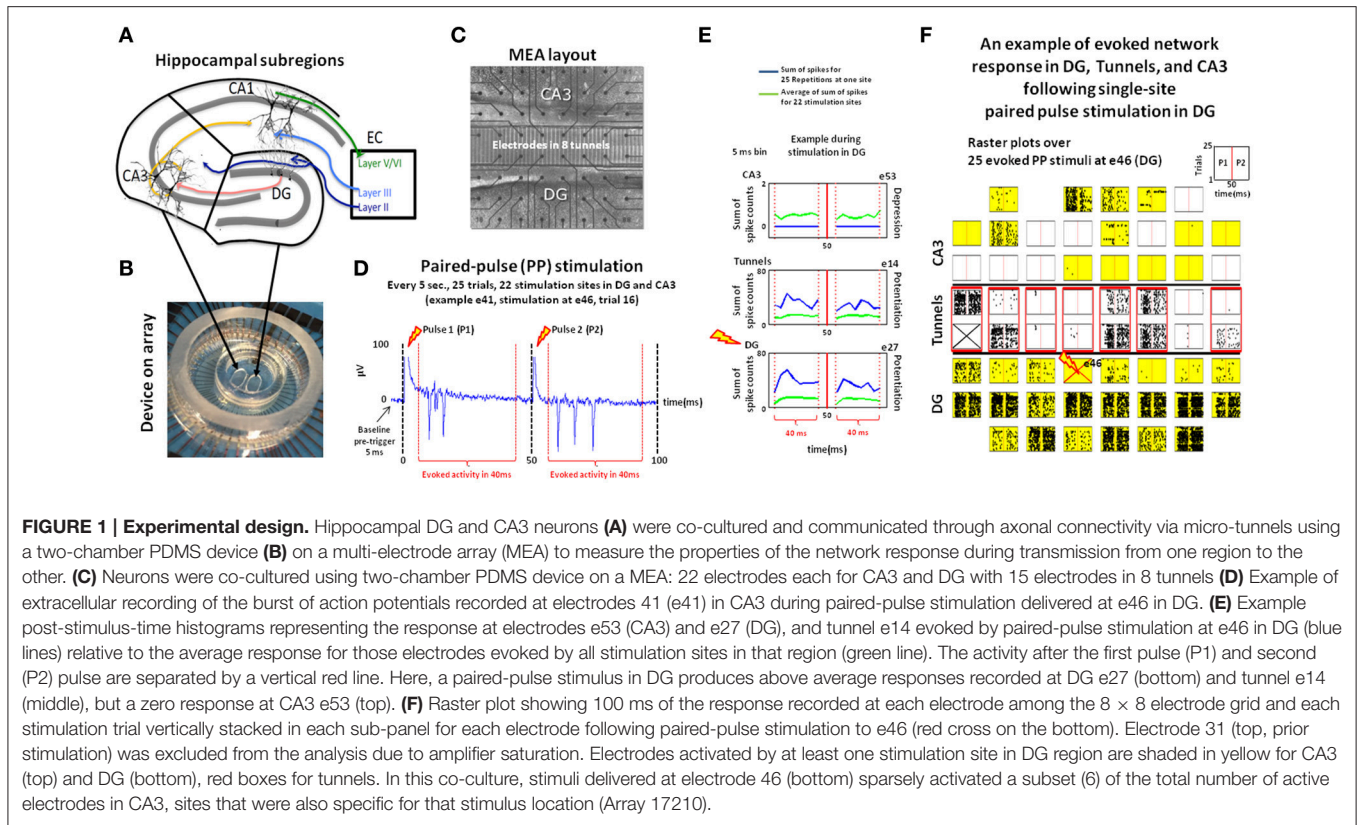 A
Hippocampal subregions
CA1
EC
Layer V/VI
CA3
Layer III
DG
Layer II
B
Device on array
C
MEA layout
CA3
Electrodes in 8 tunnels
DG
D
Paired-pulse (PP) stimulation
Every 5 sec., 25 trials, 22 stimulation sites in DG and CA3
(example e41, stimulation at e46, trial 16)
Pulse 1 (P1)
Pulse 2 (P2)
100
µV
0
time(ms)
Baseline
pre-trigger
5 ms
0
50
100
Evoked activity in 40ms
Evoked activity in 40ms
E
Sum of spikes for
25 Repetitions at one site
Average of sum of spikes
for 22 stimulation sites
5 ms bin
Example during
stimulation in DG
CA3
e53
2
Sum of
spike counts
0
Depression
50
Tunnels
e14
80
Sum of
spike counts
0
Potentiation
50
DG
e27
80
Sum of
spike counts
0
Potentiation
50
40 ms
40 ms
time(ms)
F
An example of evoked network
response in DG, Tunnels, and CA3
following single-site
paired pulse stimulation in DG
Raster plots over
25 evoked PP stimuli at e46 (DG)
25
Trials
1
P1
P2
50
time(ms)
CA3
Tunnels
e46
DG
FIGURE 1 | Experimental design. Hippocampal DG and CA3 neurons (A) were co-cultured and communicated through axonal connectivity via micro-tunnels using
a two-chamber PDMS device (B) on a multi-electrode array (MEA) to measure the properties of the network response during transmission from one region to the
other. (C) Neurons were co-cultured using two-chamber PDMS device on a MEA: 22 electrodes each for CA3 and DG with 15 electrodes in 8 tunnels (D) Example of
extracellular recording of the burst of action potentials recorded at electrodes 41 (e41) in CA3 during paired-pulse stimulation delivered at e46 in DG. (E) Example
post-stimulus-time histograms representing the response at electrodes e53 (CA3) and e27 (DG), and tunnel e14 evoked by paired-pulse stimulation at e46 in DG (blue
lines) relative to the average response for those electrodes evoked by all stimulation sites in that region (green line). The activity after the first pulse (P1) and second
(P2) pulse are separated by a vertical red line. Here, a paired-pulse stimulus in DG produces above average responses recorded at DG e27 (bottom) and tunnel e14
(middle), but a zero response at CA3 e53 (top). (F) Raster plot showing 100 ms of the response recorded at each electrode among the 8 × 8 electrode grid and each
stimulation trial vertically stacked in each sub-panel for each electrode following paired-pulse stimulation to e46 (red cross on the bottom). Electrode 31 (top, prior
stimulation) was excluded from the analysis due to amplifier saturation. Electrodes activated by at least one stimulation site in DG region are shaded in yellow for CA3
(top) and DG (bottom), red boxes for tunnels. In this co-culture, stimuli delivered at electrode 46 (bottom) sparsely activated a subset (6) of the total number of active
electrodes in CA3, sites that were also specific for that stimulus location (Array 17210).